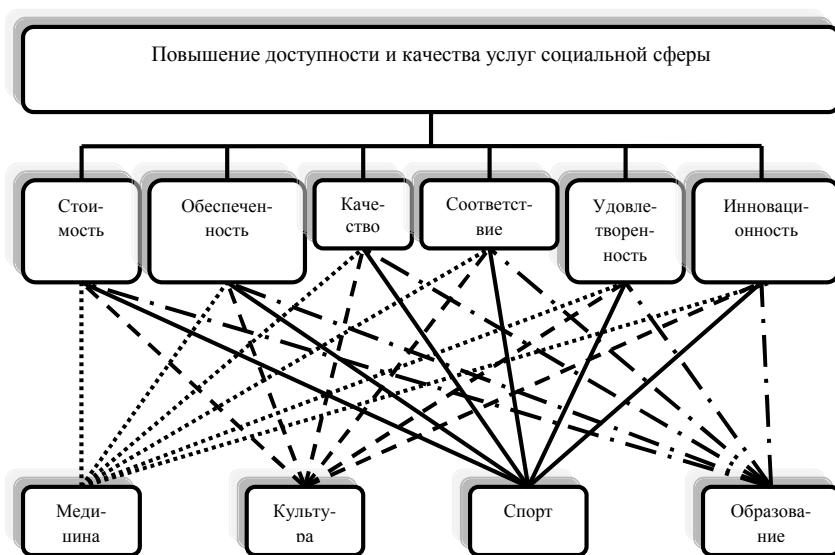 Повышение доступности и качества услуг социальной сферы
Стои-
мость
Обеспечен-
ность
Каче-
ство
Соответст-
вие
Удовле-
творен-
ность
Инноваци-
онность
Меди-
цина
Культу-
ра
Спорт
Образова-
ние